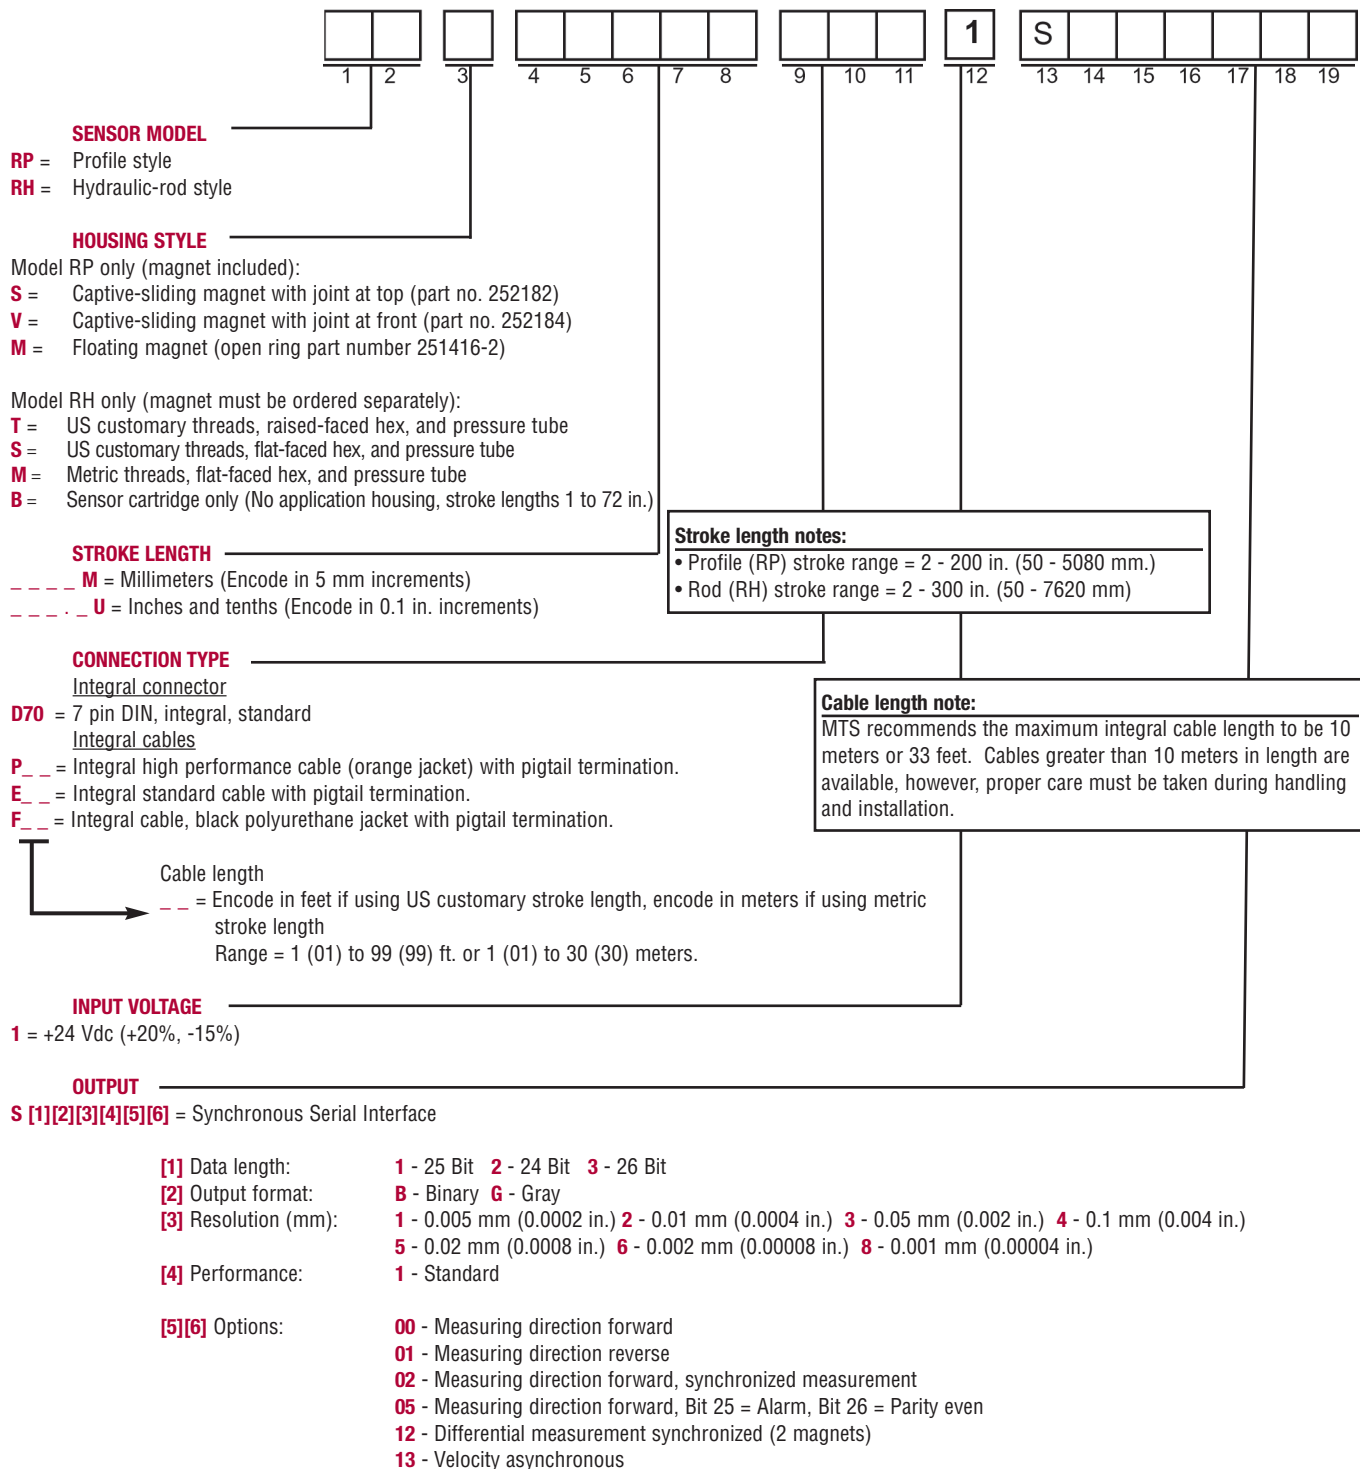 1 S
1 2 3 4 5 6 7 8 9 10 11 12 13 14 15 16 17 18 19
SENSOR MODEL
RP = Profile style
RH = Hydraulic-rod style
HOUSING STYLE
Model RP only (magnet included):
S = Captive-sliding magnet with joint at top (part no. 252182)
V = Captive-sliding magnet with joint at front (part no. 252184)
M = Floating magnet (open ring part number 251416-2)
Model RH only (magnet must be ordered separately):
T = US customary threads, raised-faced hex, and pressure tube
S = US customary threads, flat-faced hex, and pressure tube
M = Metric threads, flat-faced hex, and pressure tube
B = Sensor cartridge only (No application housing, stroke lengths 1 to 72 in.)
STROKE LENGTH
_ _ _ _ M = Millimeters (Encode in 5 mm increments)
_ _ _ . _ U = Inches and tenths (Encode in 0.1 in. increments)
Stroke length notes:
• Profile (RP) stroke range = 2 - 200 in. (50 - 5080 mm.)
• Rod (RH) stroke range = 2 - 300 in. (50 - 7620 mm)
CONNECTION TYPE
Integral connector
D70 = 7 pin DIN, integral, standard
Integral cables
P_ _ = Integral high performance cable (orange jacket) with pigtail termination.
E_ _ = Integral standard cable with pigtail termination.
F_ _ = Integral cable, black polyurethane jacket with pigtail termination.
Cable length note:
MTS recommends the maximum integral cable length to be 10
meters or 33 feet. Cables greater than 10 meters in length are
available, however, proper care must be taken during handling
and installation.
Cable length
_ _ = Encode in feet if using US customary stroke length, encode in meters if using metric
stroke length
Range = 1 (01) to 99 (99) ft. or 1 (01) to 30 (30) meters.
INPUT VOLTAGE
1 = +24 Vdc (+20%, -15%)
OUTPUT
S [1][2][3][4][5][6] = Synchronous Serial Interface
[1] Data length: 1 - 25 Bit 2 - 24 Bit 3 - 26 Bit
[2] Output format: B - Binary G - Gray
[3] Resolution (mm): 1 - 0.005 mm (0.0002 in.) 2 - 0.01 mm (0.0004 in.) 3 - 0.05 mm (0.002 in.) 4 - 0.1 mm (0.004 in.)
5 - 0.02 mm (0.0008 in.) 6 - 0.002 mm (0.00008 in.) 8 - 0.001 mm (0.00004 in.)
[4] Performance: 1 - Standard
[5][6] Options: 00 - Measuring direction forward
01 - Measuring direction reverse
02 - Measuring direction forward, synchronized measurement
05 - Measuring direction forward, Bit 25 = Alarm, Bit 26 = Parity even
12 - Differential measurement synchronized (2 magnets)
13 - Velocity asynchronous